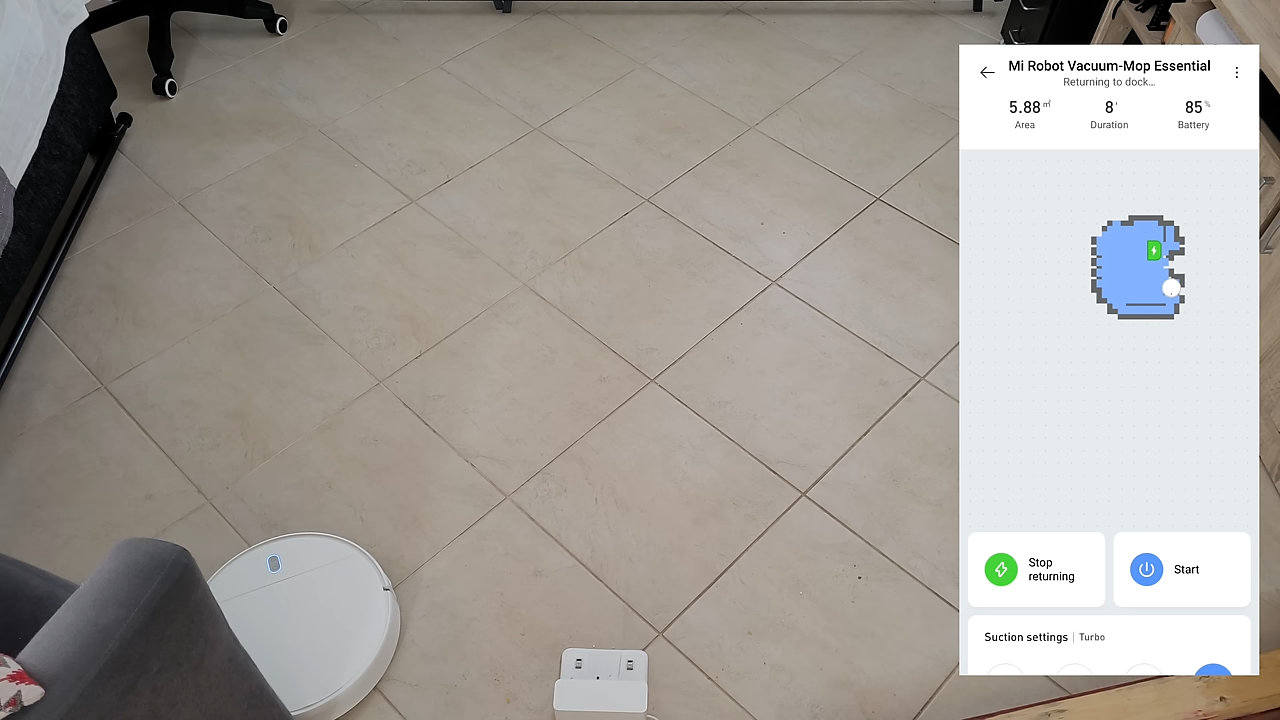 Mi Robot Vacuum-Mop Essential
Returning to dock...
5.88 ㎡ 8 ' 85 %
Area Duration Battery
Stop returning
Start
Suction settings | Turbo